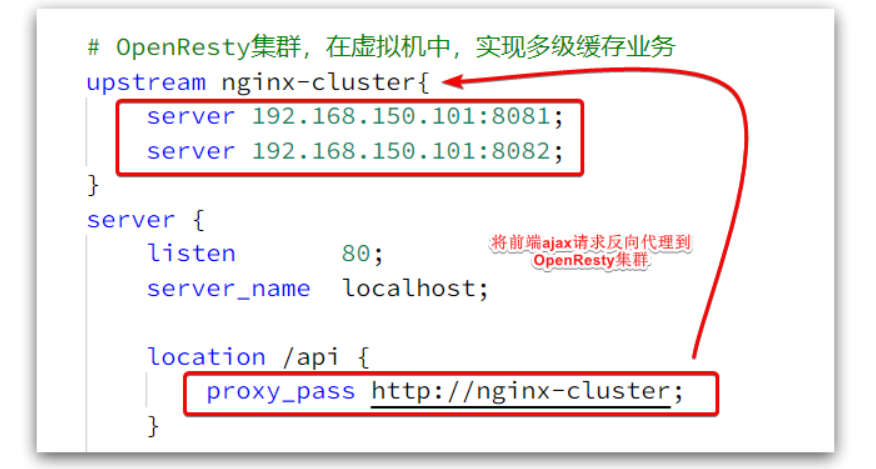 # OpenResty集群，在虚拟机中，实现多级缓存业务
upstream nginx-cluster{
server 192.168.150.101:8081;
server 192.168.150.101:8082;
}
server {
listen 80;
server_name localhost;
将前端ajax请求反向代理到
OpenResty集群
location /api {
proxy_pass http://nginx-cluster;
}